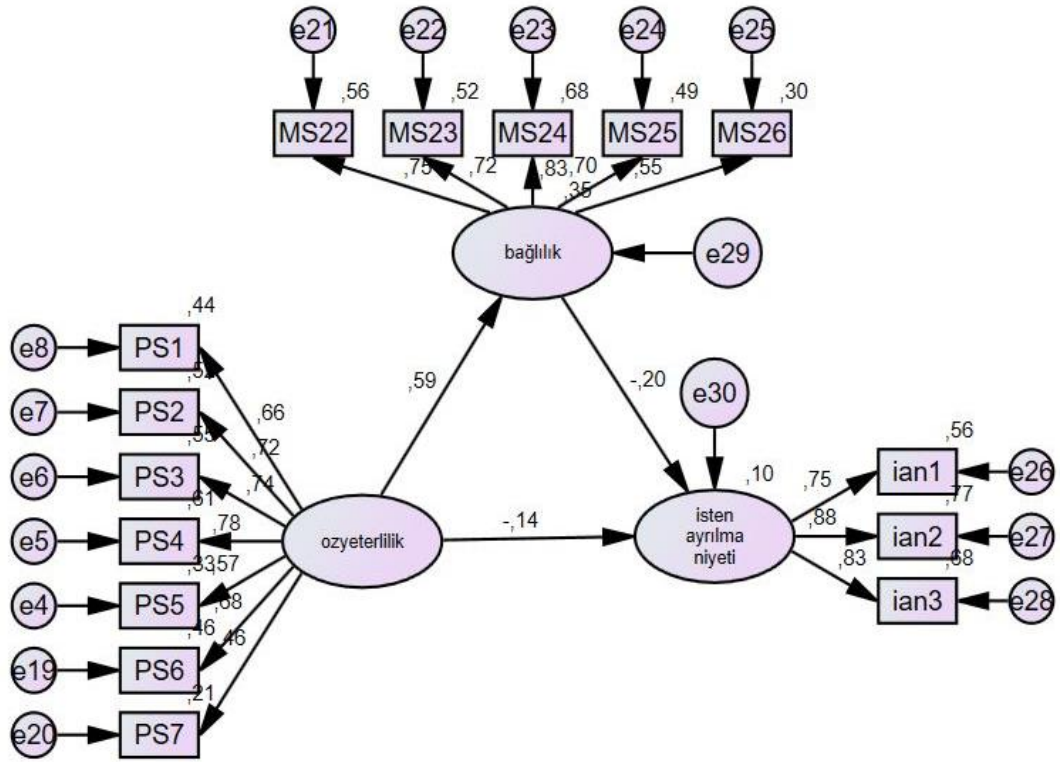 e21 e22 e23 e24 e25
,56 ,52 ,68 ,49 ,30
MS22 MS23 MS24 MS25 MS26
,75 ,72 ,83 ,70 ,55
,35
bağlılık
e29
,44
e8 PS1
,52
e7 PS2
,55
e6 PS3
,61
e5 PS4
,33
e4 PS5
,46
e19 PS6
,21
e20 PS7
,66
,72
,74
,78
,57
,68
,46
ozyeterlilik
,59
-,20
-,14
e30
,10
isten
ayrılma
niyeti
,75
,88
,83
,56
ian1 e26
,77
ian2 e27
,68
ian3 e28